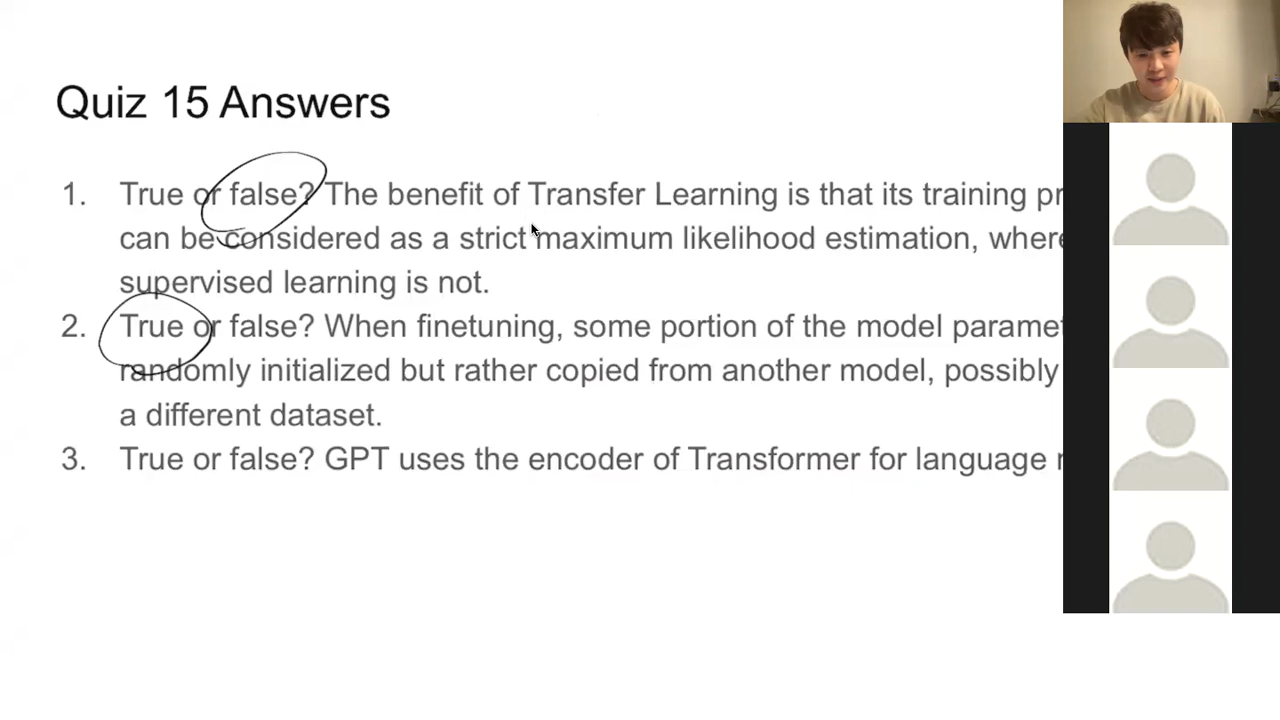 Quiz 15 Answers
1. True or false? The benefit of Transfer Learning is that its training
can be considered as a strict maximum likelihood estimation,
supervised learning is not.
2. True or false? When finetuning, some portion of the model
randomly initialized but rather copied from another model, possibly
a different dataset.
3. True or false? GPT uses the encoder of Transformer for language